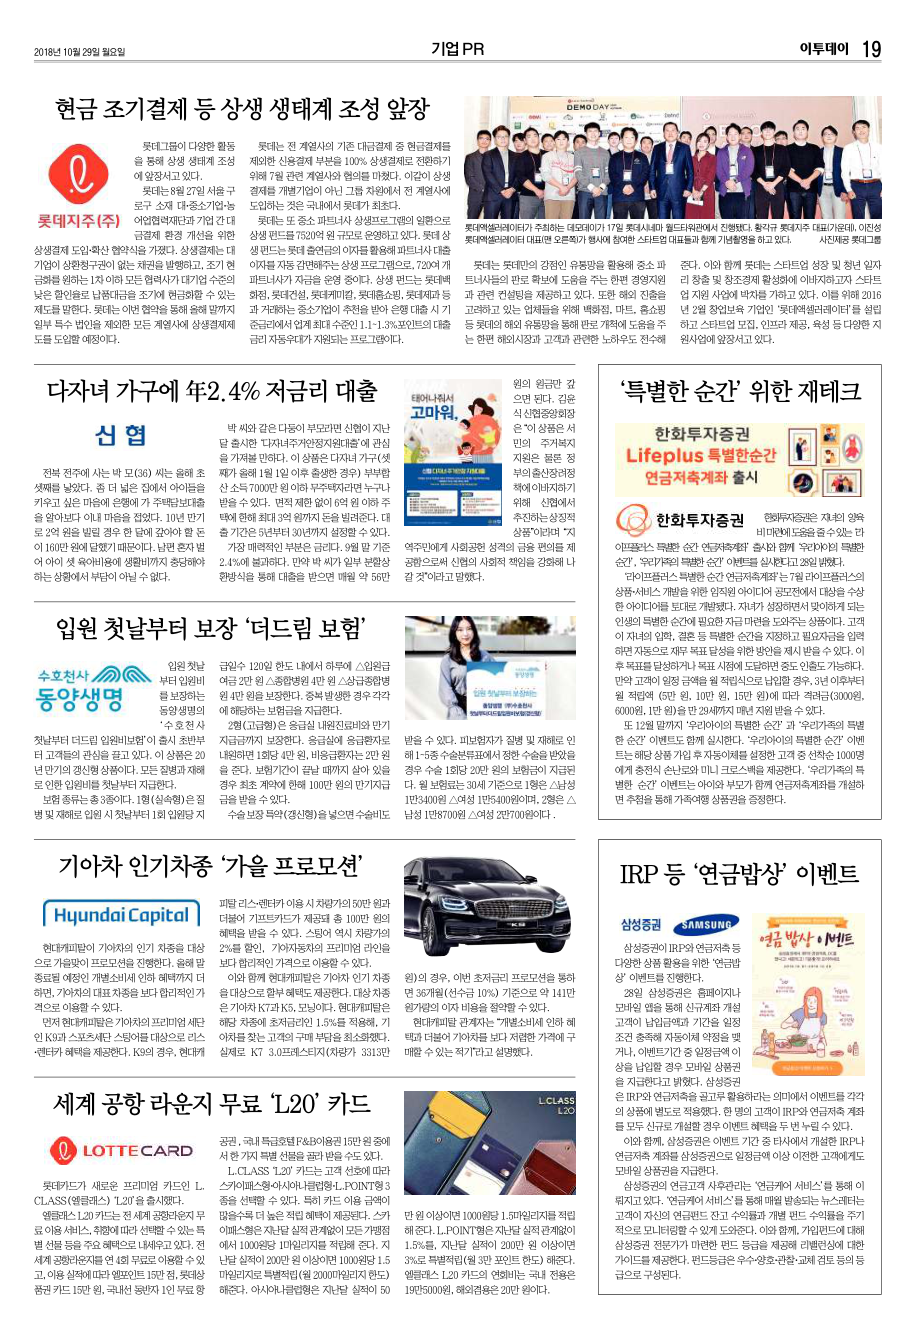 2018년 10월 29일 월요일
기업 PR
이투데이 19
현금 조기결제 등 상생 생태계 조성 앞장
롯데지주(주)
롯데그룹이 다양한 활동
을 통해 상생 생태계 조성
에 앞장서고 있다.
롯데는 8월 27일 서울 구
로구 소재 대·중소기업·농
어업협력재단과 기업 간 대
금결제 환경 개선을 위한
상생결제 도입·확산 협약식을 가졌다. 상생결제는 대
기업이 상환청구권이 없는 채권을 발행하고, 조기 현
금화를 원하는 1차 이하 모든 협력사가 대기업 수준의
낮은 할인율로 납품대금을 조기에 현금화할 수 있는
제도를 말한다. 롯데는 이번 협약을 통해 올해 말까지
일부 특수 법인을 제외한 모든 계열사에 상생결제제
도를 도입할 예정이다.
롯데는 전 계열사의 기존 대금결제 중 현금결제를
제외한 신용결제 부분을 100% 상생결제로 전환하기
위해 7월 관련 계열사와 협의를 마쳤다. 이같이 상생
결제를 개별기업이 아닌 그룹 차원에서 전 계열사에
도입하는 것은 국내에서 롯데가 최초다.
롯데는 또 중소 파트너사 상생프로그램의 일환으로
상생 펀드를 7520억 원 규모로 운영하고 있다. 롯데 상
생 펀드는 롯데 출연금의 이자를 활용해 파트너사 대출
이자를 자동 감면해주는 상생 프로그램으로, 720여 개
파트너사가 자금을 운영 중이다. 상생 펀드는 롯데백
화점, 롯데건설, 롯데케미칼, 롯데홈쇼핑, 롯데제과 등
과 거래하는 중소기업이 추천을 받아 은행 대출 시 기
준금리에서 업계 최대 수준인 1.1~1.3%포인트의 대출
금리 자동우대가 지원되는 프로그램이다.
DEMO DAY
롯데액셀러레이터가 주최하는 데모데이가 17일 롯데시네마 월드타워관에서 진행됐다. 황각규 롯데지주 대표(가운데), 이진성
롯데액셀러레이터 대표(맨 오른쪽)가 행사에 참여한 스타트업 대표들과 함께 기념촬영을 하고 있다. 사진제공 롯데그룹
롯데는 롯데만의 강점인 유통망을 활용해 중소 파
트너사들의 판로 확보에 도움을 주는 한편 경영지원
과 관련 컨설팅을 제공하고 있다. 또한 해외 진출을
고려하고 있는 업체들을 위해 백화점, 마트, 홈쇼핑
등 롯데의 해외 유통망을 통해 판로 개척에 도움을 주
는 한편 해외시장과 고객과 관련한 노하우도 전수해
준다. 이와 함께 롯데는 스타트업 성장 및 청년 일자
리 창출 및 창조경제 활성화에 이바지하고자 스타트
업 지원 사업에 박차를 가하고 있다. 이를 위해 2016
년 2월 창업보육 기업인 ‘롯데액셀러레이터’를 설립
하고 스타트업 모집, 인프라 제공, 육성 등 다양한 지
원사업에 앞장서고 있다.
다자녀 가구에 年2.4% 저금리 대출
신협
전북 전주에 사는 박 모(36) 씨는 올해 초
셋째를 낳았다. 좀 더 넓은 집에서 아이들을
키우고 싶은 마음에 은행에 가 주택담보대출
을 알아보다 이내 마음을 접었다. 10년 만기
로 2억 원을 빌릴 경우 한 달에 갚아야 할 돈
이 160만 원에 달했기 때문이다. 남편 혼자 벌
어 아이 셋 육아비용에 생활비까지 충당해야
하는 상황에서 부담이 아닐 수 없다.
박 씨와 같은 다둥이 부모라면 신협이 지난
달 출시한 ‘다자녀주거안정지원대출’에 관심
을 가져볼 만하다. 이 상품은 다자녀 가구(셋
째가 올해 1월 1일 이후 출생한 경우) 부부합
산 소득 7000만 원 이하 무주택자라면 누구나
받을 수 있다. 면적 제한 없이 6억 원 이하 주
택에 한해 최대 3억 원까지 돈을 빌려준다. 대
출 기간은 5년부터 30년까지 설정할 수 있다.
가장 매력적인 부분은 금리다. 9월 말 기준
2.4%에 불과하다. 만약 박 씨가 일부 분할상
환방식을 통해 대출을 받으면 매월 약 56만
태어나줘서
고마워,
원의 원금만 갚
으면 된다. 김윤
식 신협중앙회장
은 “이 상품은 서
민의 주거복지
지원은 물론 정
부의 출산장려정
책에 이바지하기
위해 신협에서
추진하는 상징적
상품”이라며 “지
역주민에게 사회공헌 성격의 금융 편의를 제
공함으로써 신협의 사회적 책임을 강화해 나
갈 것”이라고 말했다.
‘특별한 순간’ 위한 재테크
한화투자증권
Lifeplus 특별한순간
연금저축계좌 출시
한화투자증권
한화투자증권은 자녀의 양육
비 마련에 도움을 줄 수 있는 ‘라
이프플러스 특별한 순간 연금저축계좌’ 출시와 함께 ‘우리아이의 특별한
순간’, ‘우리가족의 특별한 순간’ 이벤트를 실시한다고 28일 밝혔다.
‘라이프플러스 특별한 순간 연금저축계좌’는 7월 라이프플러스의
상품·서비스 개발을 위한 임직원 아이디어 공모전에서 대상을 수상
한 아이디어를 토대로 개발됐다. 자녀가 성장하면서 맞이하게 되는
인생의 특별한 순간에 필요한 자금 마련을 도와주는 상품이다. 고객
이 자녀의 입학, 결혼 등 특별한 순간을 지정하고 필요자금을 입력
하면 자동으로 재무 목표 달성을 위한 방안을 제시 받을 수 있다. 이
후 목표를 달성하거나 목표 시점에 도달하면 중도 인출도 가능하다.
만약 고객이 일정 금액을 월 적립식으로 납입할 경우, 3년 이후부터
월 적립액 (5만 원, 10만 원, 15만 원)에 따라 격려금(3000원,
6000원, 1만 원)을 만 29세까지 매년 지원 받을 수 있다.
또 12월 말까지 ‘우리아이의 특별한 순간’ 과 ‘우리가족의 특별
한 순간’ 이벤트도 함께 실시한다. ‘우리아이의 특별한 순간’ 이벤
트는 해당 상품 가입 후 자동이체를 설정한 고객 중 선착순 1000명
에게 충전식 손난로와 미니 크로스백을 제공한다. ‘우리가족의 특
별한 순간’ 이벤트는 아이와 부모가 함께 연금저축계좌를 개설하
면 추첨을 통해 가족여행 상품권을 증정한다.
입원 첫날부터 보장 ‘더드림 보험’
수호천사
동양생명
입원 첫날
부터 입원비
를 보장하는
동양생명의
‘수호천사
첫날부터 더드림 입원비보험’이 출시 초반부
터 고객들의 관심을 끌고 있다. 이 상품은 20
년 만기의 갱신형 상품이다. 모든 질병과 재해
로 인한 입원비를 첫날부터 지급한다.
보험 종류는 총 3종이다. 1형(실속형)은 질
병 및 재해로 입원 시 첫날부터 1회 입원당 지
급일수 120일 한도 내에서 하루에 △입원급
여금 2만 원 △종합병원 4만 원 △상급종합병
원 4만 원을 보장한다. 중복 발생한 경우 각각
에 해당하는 보험금을 지급한다.
2형(고급형)은 응급실 내원진료비와 만기
지급금까지 보장한다. 응급실에 응급환자로
내원하면 1회당 4만 원, 비응급환자는 2만 원
을 준다. 보험기간이 끝날 때까지 살아 있을
경우 최초 계약에 한해 100만 원의 만기지급
금을 받을 수 있다.
수술 보장 특약(갱신형)을 넣으면 수술비도
입원 첫날부터 보장하는
받을 수 있다. 피보험자가 질병 및 재해로 인
해 1-5종 수술분류표에서 정한 수술을 받았을
경우 수술 1회당 20만 원의 보험금이 지급된
다. 월 보험료는 30세 기준으로 1형은 △남성
1만3400원 △여성 1만5400원이며, 2형은 △
남성 1만8700원 △여성 2만700원이다 .
기아차 인기차종 ‘가을 프로모션’
Hyundai Capital
현대캐피탈이 기아차의 인기 차종을 대상
으로 가을맞이 프로모션을 진행한다. 올해 말
종료될 예정인 개별소비세 인하 혜택까지 더
하면, 기아차의 대표 차종을 보다 합리적인 가
격으로 이용할 수 있다.
먼저 현대캐피탈은 기아차의 프리미엄 세단
인 K9과 스포츠세단 스팅어를 대상으로 리스
·렌터카 혜택을 제공한다. K9의 경우, 현대캐
피탈 리스·렌터카 이용 시 차량가의 50만 원과
더불어 기프트카드가 제공돼 총 100만 원의
혜택을 받을 수 있다. 스팅어 역시 차량가의
2%를 할인, 기아자동차의 프리미엄 라인을
보다 합리적인 가격으로 이용할 수 있다.
이와 함께 현대캐피탈은 기아차 인기 차종
을 대상으로 할부 혜택도 제공한다. 대상 차종
은 기아차 K7과 K5, 모닝이다. 현대캐피탈은
해당 차종에 초저금리인 1.5%를 적용해, 기
아차를 찾는 고객의 구매 부담을 최소화했다.
실제로 K7 3.0프레스티지(차량가 3313만
K9
원)의 경우, 이번 초저금리 프로모션을 통하
면 36개월(선수금 10%) 기준으로 약 141만
원가량의 이자 비용을 절약할 수 있다.
현대캐피탈 관계자는 “개별소비세 인하 혜
택과 더불어 기아차를 보다 저렴한 가격에 구
매할 수 있는 적기”라고 설명했다.
IRP 등 ‘연금밥상’ 이벤트
삼성증권 SAMSUNG
연금 밥상 이벤트
삼성증권이 IRP와 연금저축 등
다양한 상품 활용을 위한 ‘연금밥
상’ 이벤트를 진행한다.
28일 삼성증권은 홈페이지나
모바일 앱을 통해 신규계좌 개설
고객이 납입금액과 기간을 일정
조건 충족해 자동이체 약정을 맺
거나, 이벤트기간 중 일정금액 이
상을 납입할 경우 모바일 상품권
을 지급한다고 밝혔다. 삼성증권
은 IRP와 연금저축을 골고루 활용하라는 의미에서 이벤트를 각각
의 상품에 별도로 적용했다. 한 명의 고객이 IRP와 연금저축 계좌
를 모두 신규로 개설할 경우 이벤트 혜택을 두 번 누릴 수 있다.
이와 함께, 삼성증권은 이벤트 기간 중 타사에서 개설한 IRP나
연금저축 계좌를 삼성증권으로 일정금액 이상 이전한 고객에게도
모바일 상품권을 지급한다.
삼성증권의 연금고객 사후관리는 ‘연금케어 서비스’를 통해 이
뤄지고 있다. ‘연금케어 서비스’를 통해 매월 발송되는 뉴스레터는
고객이 자신의 연금펀드 잔고 수익률과 개별 펀드 수익률을 주기
적으로 모니터링할 수 있게 도와준다. 이와 함께, 가입펀드에 대해
삼성증권 전문가가 마련한 펀드 등급을 제공해 리밸런싱에 대한
가이드를 제공한다. 펀드등급은 우수·양호·관찰·교체 검토 등의 등
급으로 구성된다.
세계 공항 라운지 무료 ‘L20’ 카드
LOTTECARD
롯데카드가 새로운 프리미엄 카드인 L.
CLASS(엘클래스) ‘L20’을 출시했다.
엘클래스 L20 카드는 전 세계 공항라운지 무
료 이용 서비스, 취향에 따라 선택할 수 있는 특
별 선물 등을 주요 혜택으로 내세우고 있다. 전
세계 공항라운지를 연 4회 무료로 이용할 수 있
고, 이용 실적에 따라 엘포인트 15만 점, 롯데상
품권 카드 15만 원, 국내선 동반자 1인 무료 항
공권 , 국내 특급호텔 F&B이용권 15만 원 중에
서 한 가지 특별 선물을 골라 받을 수도 있다.
L.CLASS ‘L20’ 카드는 고객 선호에 따라
스카이패스형·아시아나클럽형·L.POINT형 3
종을 선택할 수 있다. 특히 카드 이용 금액이
많을수록 더 높은 적립 혜택이 제공된다. 스카
이패스형은 지난달 실적 관계없이 모든 가맹점
에서 1000원당 1마일리지를 적립해 준다. 지
난달 실적이 200만 원 이상이면 1000원당 1.5
마일리지로 특별적립(월 2000마일리지 한도)
해준다. 아시아나클럽형은 지난달 실적이 50
L.CLASS
L20
만 원 이상이면 1000원당 1.5마일리지를 적립
해 준다. L.POINT형은 지난달 실적 관계없이
1.5%를, 지난달 실적이 200만 원 이상이면
3%로 특별적립(월 3만 포인트 한도) 해준다.
엘클래스 L20 카드의 연회비는 국내 전용은
19만5000원, 해외겸용은 20만 원이다.